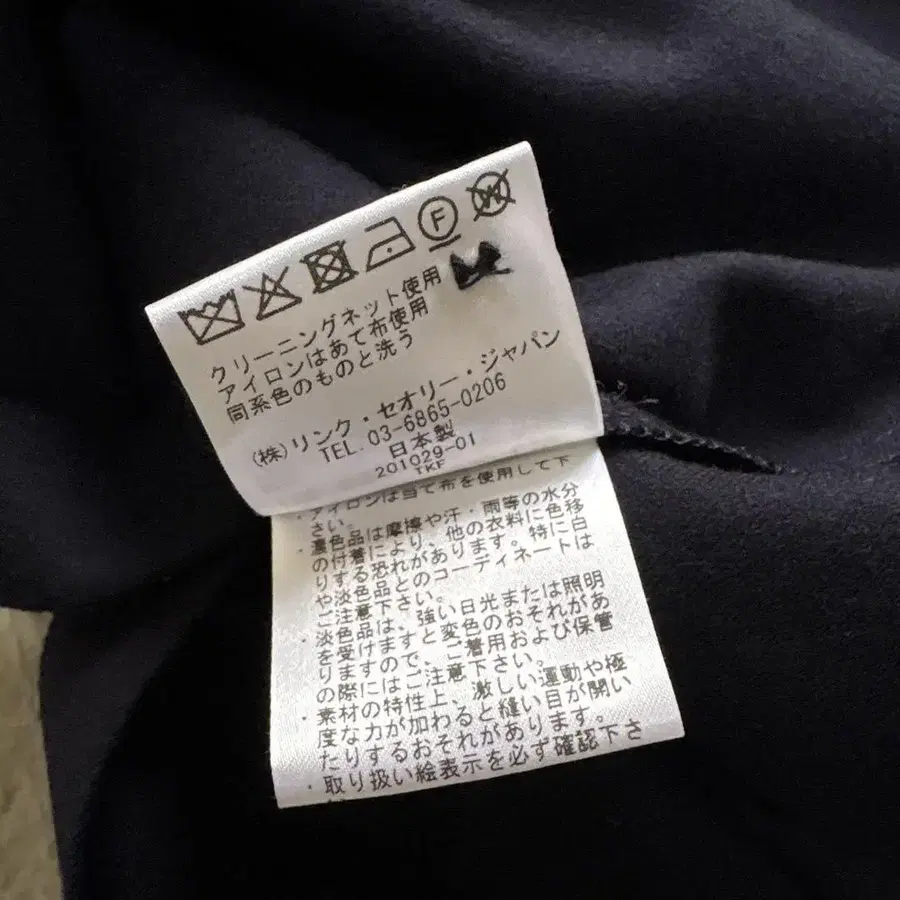 F
W
クリーニングネット使用
アイロンはあて布使用
同系色のものと洗う
(株)リンク・セオリー・ジャパン
TEL. 03-6865-0206
日本製
201029-01
TKF
・アイロンは当て布を使用して下
さい。
・濃色品は摩擦や汗・雨等の水分
の付着により、他の衣料に色移
りする恐れがあります。特に白
や淡色品とのコーディネートは
ご注意下さい。
・淡色品は、強い日光または照明
を受けますと変色のおそれがあ
りますので、ご着用および保管
の際にはご注意下さい。
・素材の特性上、激しい運動や極
度な力が加わると縫い目が開い
たりするおそれがあります。
・取り扱い絵表示を必ず確認下さ